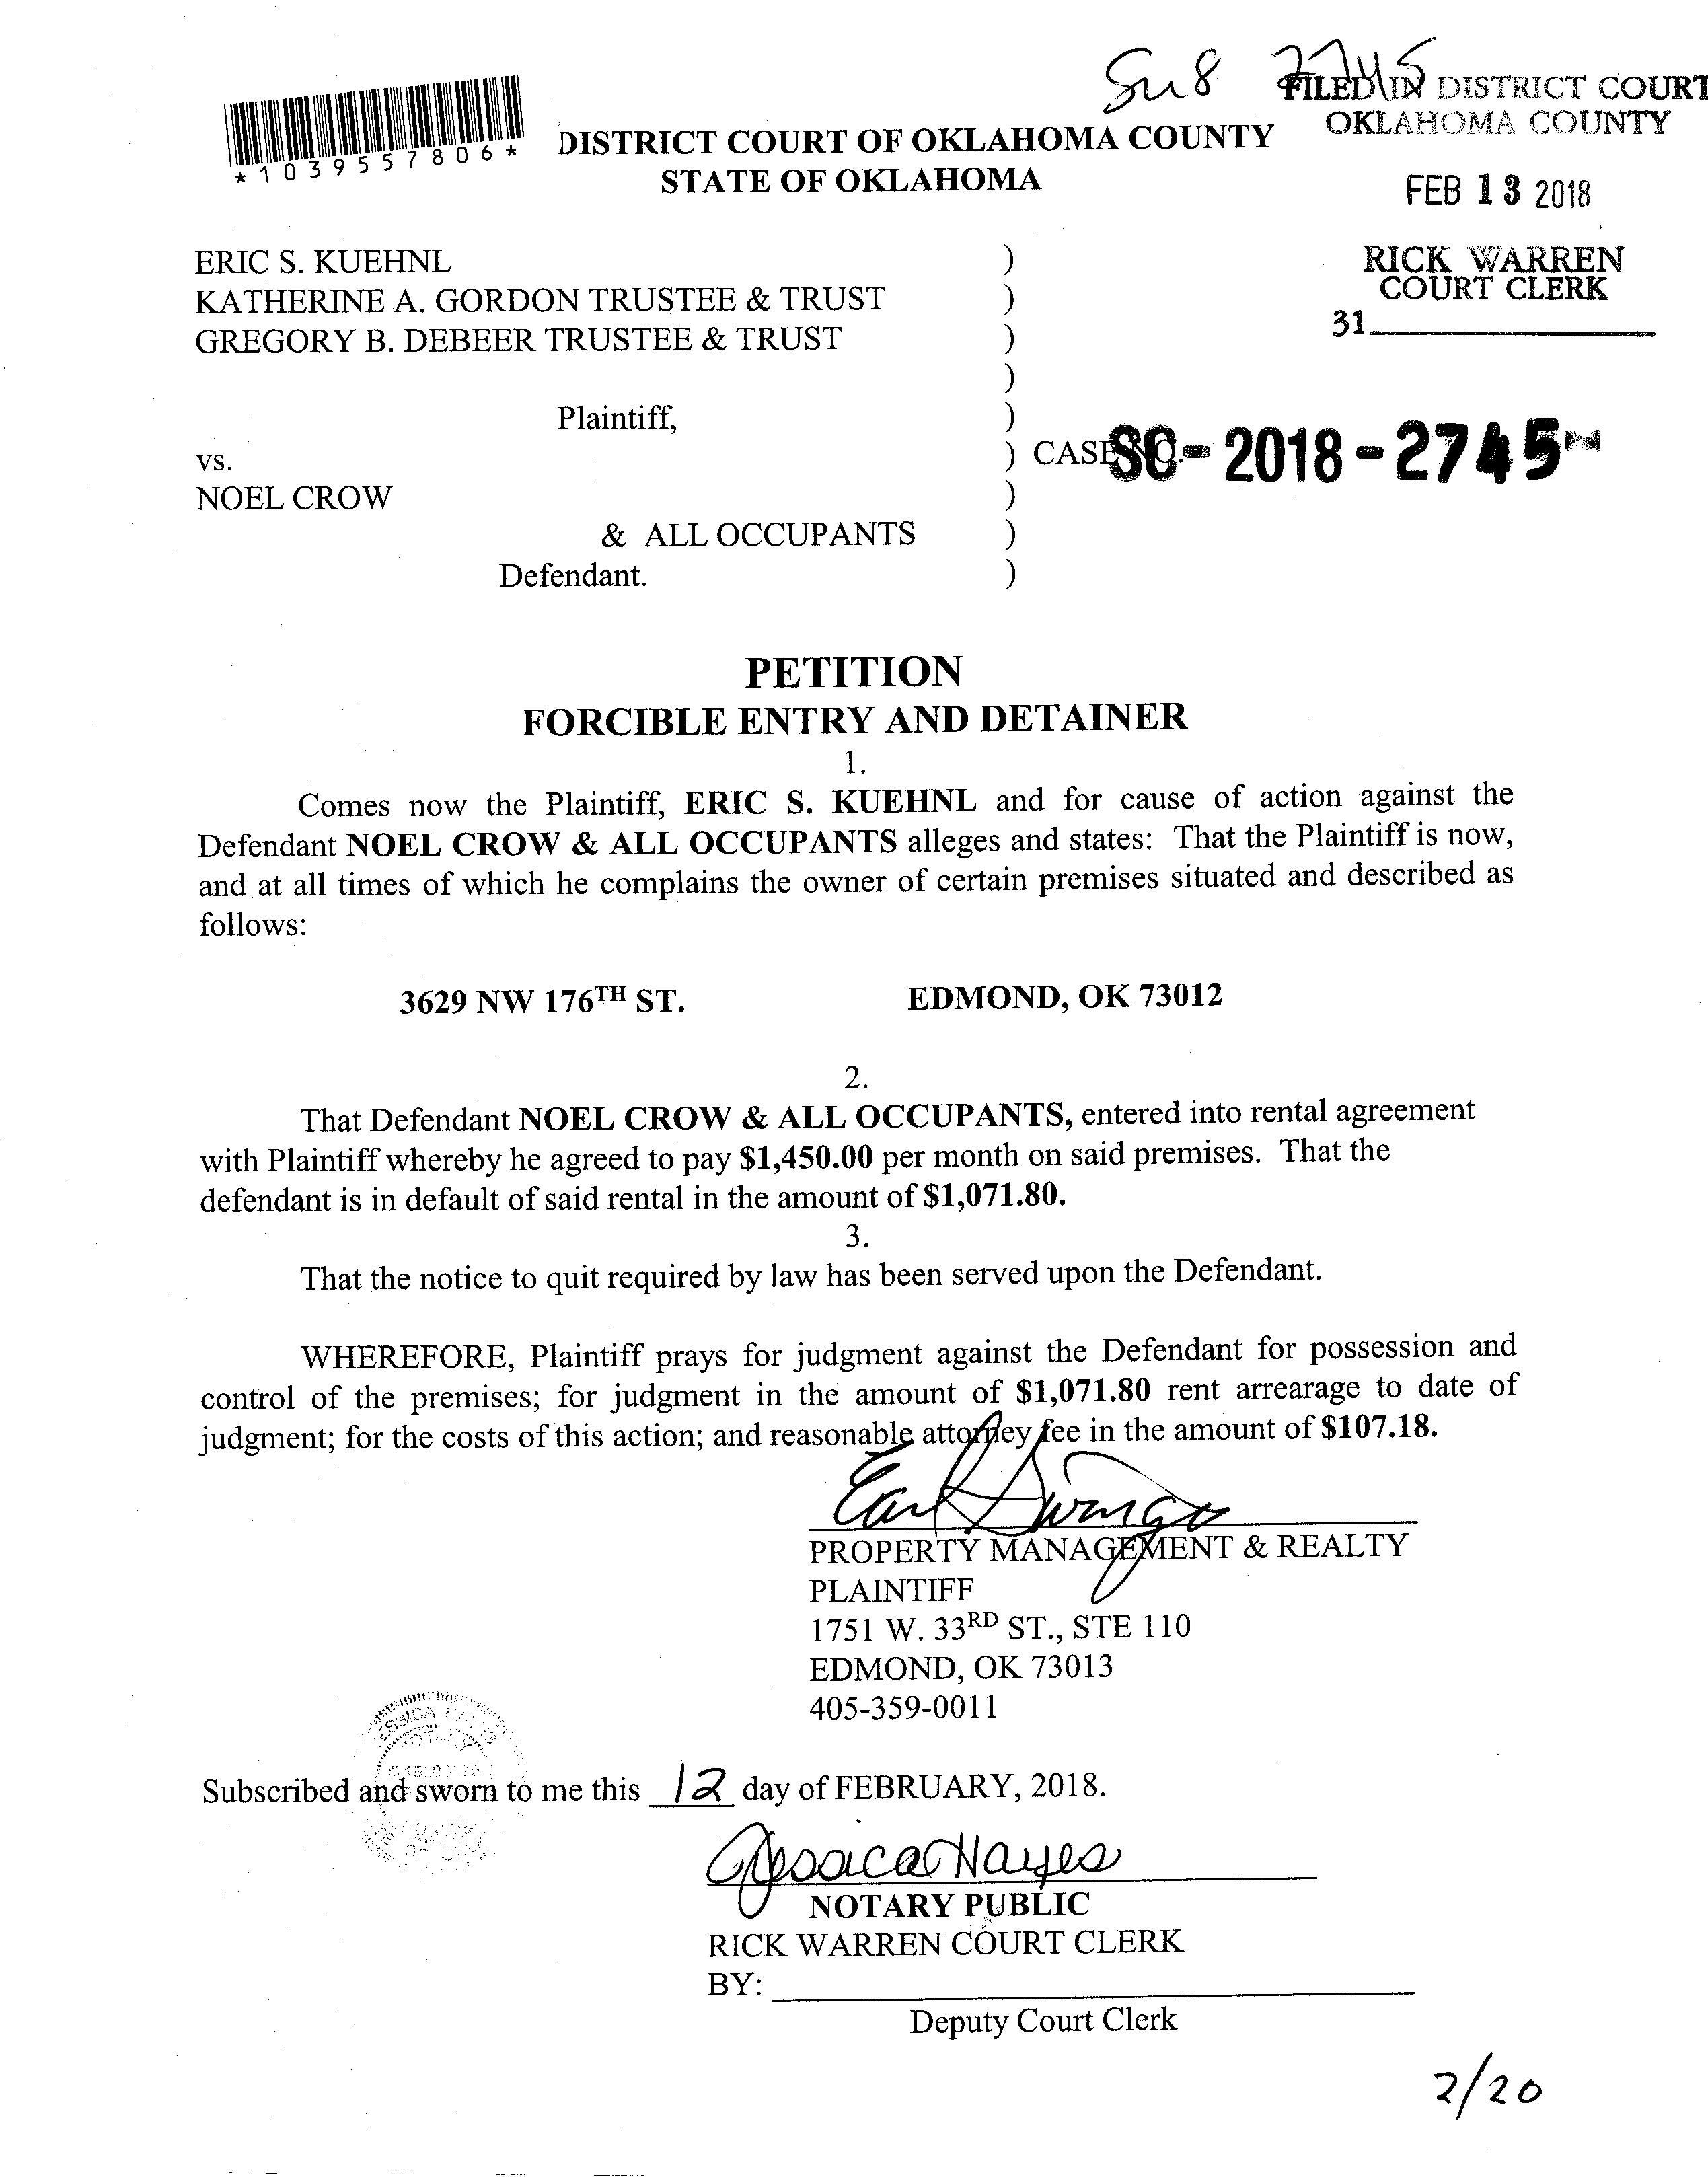 2745
FILED IN DISTRICT COURT
OKLAHOMA COUNTY
*1039557806*
DISTRICT COURT OF OKLAHOMA COUNTY
STATE OF OKLAHOMA
FEB 13 2018
RICK WARREN
COURT CLERK
31
ERIC S. KUEHNL )
KATHERINE A. GORDON TRUSTEE & TRUST )
GREGORY B. DEBEER TRUSTEE & TRUST )
)
Plaintiff, )
vs. ) CASE NO. SC-2018-2745
NOEL CROW )
& ALL OCCUPANTS )
Defendant. )
PETITION
FORCIBLE ENTRY AND DETAINER
1.
Comes now the Plaintiff, ERIC S. KUEHNL and for cause of action against the
Defendant NOEL CROW & ALL OCCUPANTS alleges and states: That the Plaintiff is now,
and at all times of which he complains the owner of certain premises situated and described as
follows:
3629 NW 176TH ST. EDMOND, OK 73012
2.
That Defendant NOEL CROW & ALL OCCUPANTS, entered into rental agreement
with Plaintiff whereby he agreed to pay $1,450.00 per month on said premises. That the
defendant is in default of said rental in the amount of $1,071.80.
3.
That the notice to quit required by law has been served upon the Defendant.
WHEREFORE, Plaintiff prays for judgment against the Defendant for possession and
control of the premises; for judgment in the amount of $1,071.80 rent arrearage to date of
judgment; for the costs of this action; and reasonable attorney fee in the amount of $107.18.
PROPERTY MANAGEMENT & REALTY
PLAINTIFF
1751 W. 33RD ST., STE 110
EDMOND, OK 73013
405-359-0011
Subscribed and sworn to me this 12 day of FEBRUARY, 2018.
Jessica Hayes
NOTARY PUBLIC
RICK WARREN COURT CLERK
BY:
Deputy Court Clerk
2/20